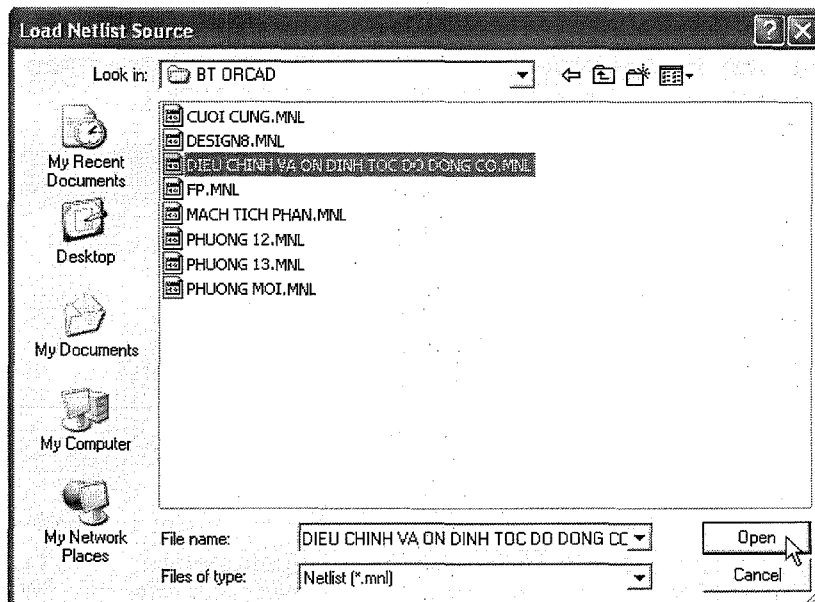 Load Netlist Source
Look in: BT ORCAD
My Recent Documents
Desktop
My Documents
My Computer
My Network Places
CUOI CUNG.MNL
DESIGN8.MNL
DIEU CHINH VA ON DINH TOC DO DONG CO.MNL
FP.MNL
MACH TICH PHAN.MNL
PHUONG 12.MNL
PHUONG 13.MNL
PHUONG MOI.MNL
File name: DIEU CHINH VA ON DINH TOC DO DONG CC Open
Files of type: Netlist (*.mnl) Cancel